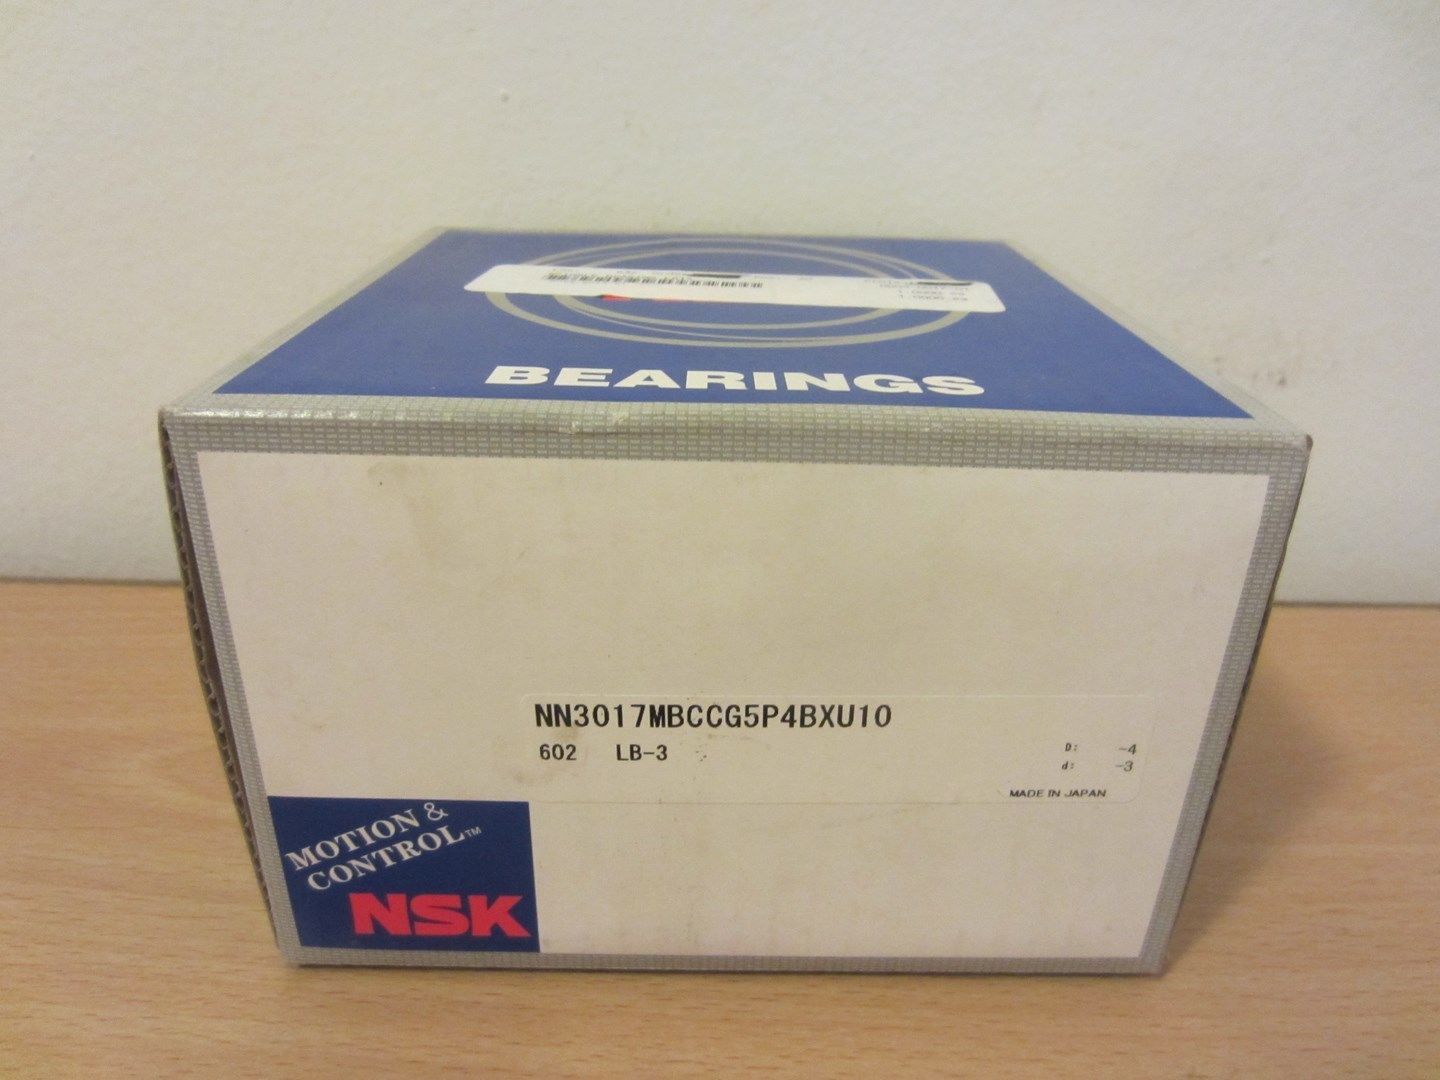 BEARINGS
NN3017MBCCG5P4BXU10
602 LB-3
D: -4
d: -3
MADE IN JAPAN
MOTION &
CONTROL™
NSK